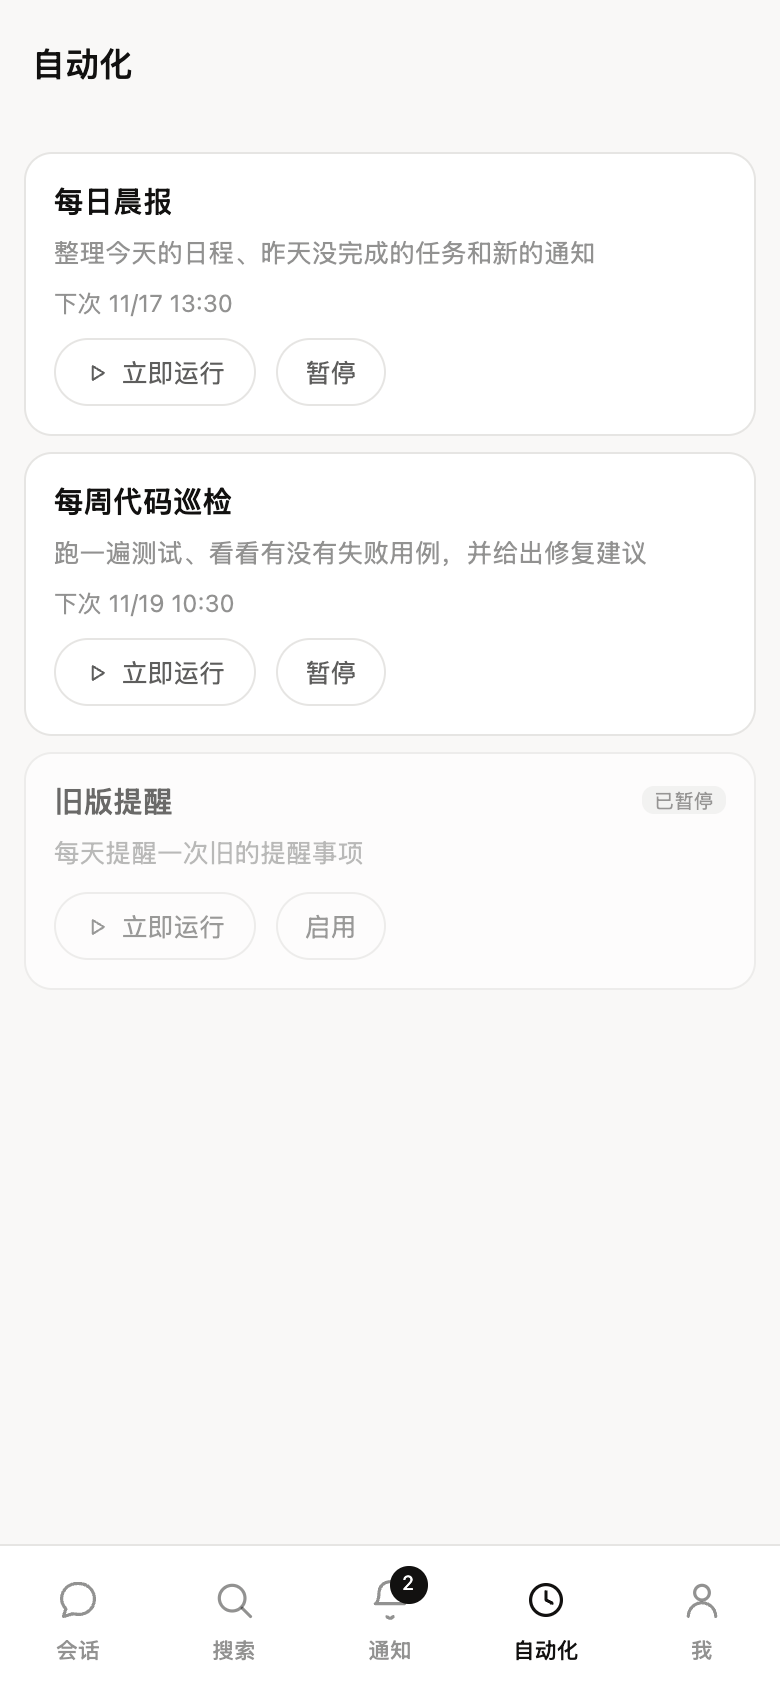 自动化
每日晨报
整理今天的日程、昨天没完成的任务和新的通知
下次 11/17 13:30
立即运行 暂停
每周代码巡检
跑一遍测试、看看有没有失败用例，并给出修复建议
下次 11/19 10:30
立即运行 暂停
旧版提醒 已暂停
每天提醒一次旧的提醒事项
立即运行 启用
2
会话 搜索 通知 自动化 我